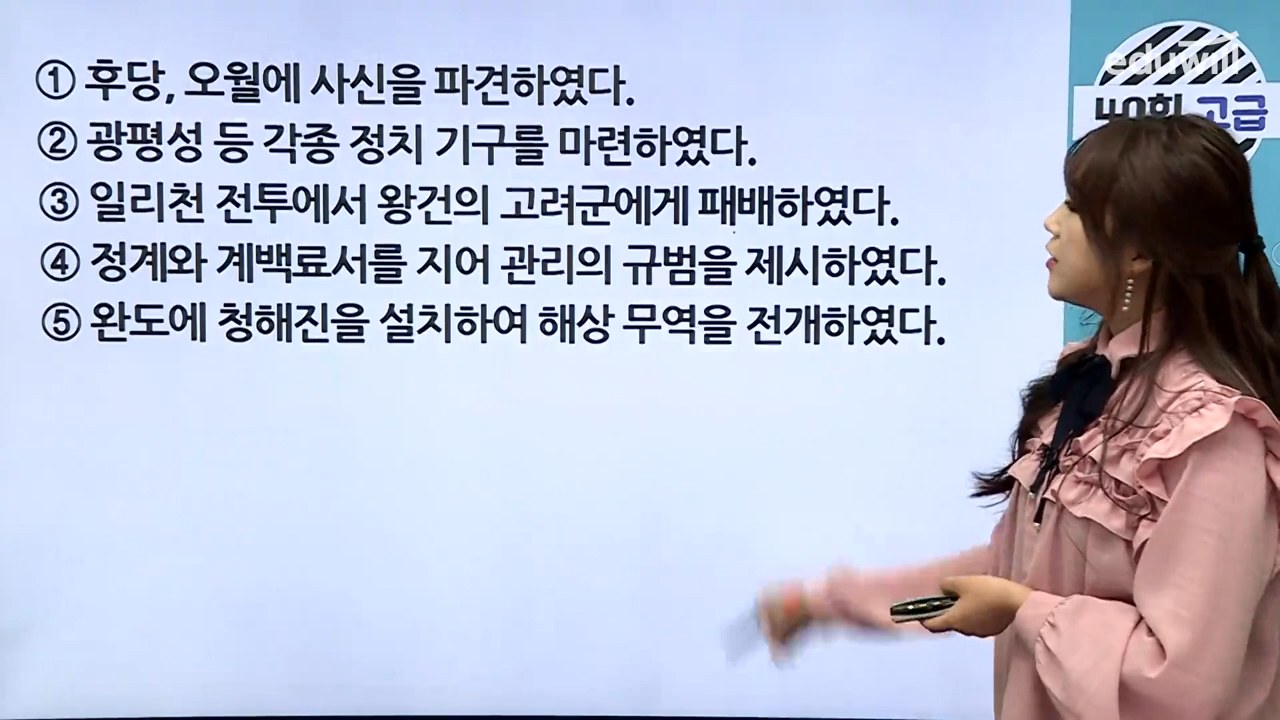 ① 후당, 오월에 사신을 파견하였다.
② 광평성 등 각종 정치 기구를 마련하였다.
③ 일리천 전투에서 왕건의 고려군에게 패배하였다.
④ 정계와 계백료서를 지어 관리의 규범을 제시하였다.
⑤ 완도에 청해진을 설치하여 해상 무역을 전개하였다.
eduwill
고급